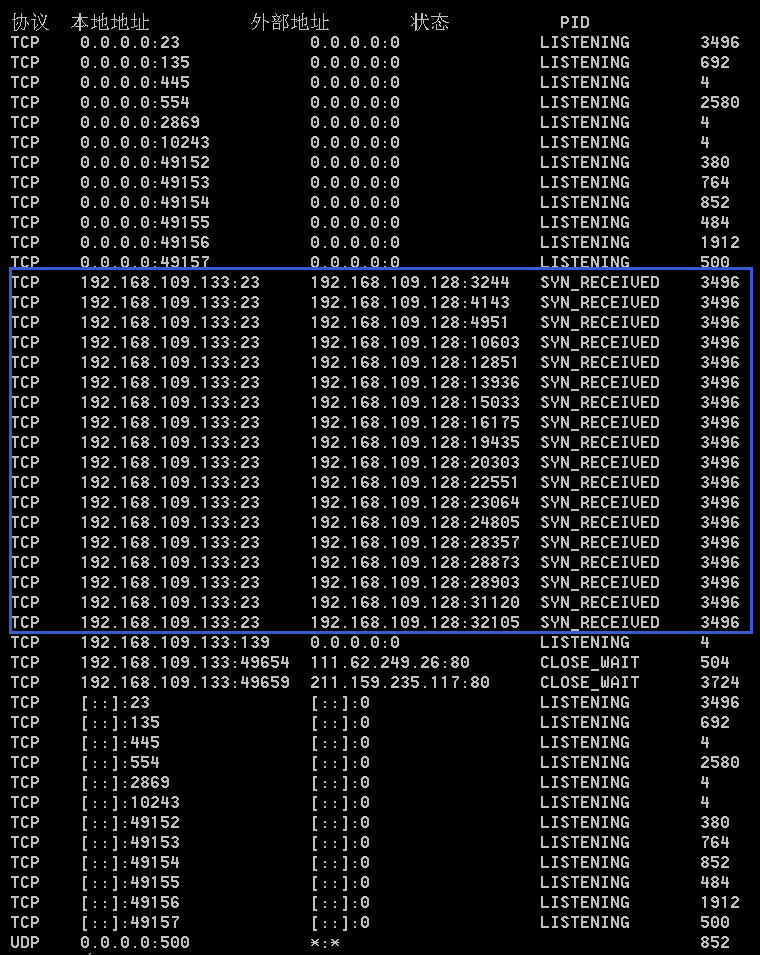 协议 本地地址 外部地址 状态 PID
TCP 0.0.0.0:23 0.0.0.0:0 LISTENING 3496
TCP 0.0.0.0:135 0.0.0.0:0 LISTENING 692
TCP 0.0.0.0:445 0.0.0.0:0 LISTENING 4
TCP 0.0.0.0:554 0.0.0.0:0 LISTENING 2580
TCP 0.0.0.0:2869 0.0.0.0:0 LISTENING 4
TCP 0.0.0.0:10243 0.0.0.0:0 LISTENING 4
TCP 0.0.0.0:49152 0.0.0.0:0 LISTENING 380
TCP 0.0.0.0:49153 0.0.0.0:0 LISTENING 764
TCP 0.0.0.0:49154 0.0.0.0:0 LISTENING 852
TCP 0.0.0.0:49155 0.0.0.0:0 LISTENING 484
TCP 0.0.0.0:49156 0.0.0.0:0 LISTENING 1912
TCP 0.0.0.0:49157 0.0.0.0:0 LISTENING 500
TCP 192.168.109.133:23 192.168.109.128:3244 SYN_RECEIVED 3496
TCP 192.168.109.133:23 192.168.109.128:4143 SYN_RECEIVED 3496
TCP 192.168.109.133:23 192.168.109.128:4951 SYN_RECEIVED 3496
TCP 192.168.109.133:23 192.168.109.128:10603 SYN_RECEIVED 3496
TCP 192.168.109.133:23 192.168.109.128:12851 SYN_RECEIVED 3496
TCP 192.168.109.133:23 192.168.109.128:13936 SYN_RECEIVED 3496
TCP 192.168.109.133:23 192.168.109.128:15033 SYN_RECEIVED 3496
TCP 192.168.109.133:23 192.168.109.128:16175 SYN_RECEIVED 3496
TCP 192.168.109.133:23 192.168.109.128:19435 SYN_RECEIVED 3496
TCP 192.168.109.133:23 192.168.109.128:20303 SYN_RECEIVED 3496
TCP 192.168.109.133:23 192.168.109.128:22551 SYN_RECEIVED 3496
TCP 192.168.109.133:23 192.168.109.128:23064 SYN_RECEIVED 3496
TCP 192.168.109.133:23 192.168.109.128:24805 SYN_RECEIVED 3496
TCP 192.168.109.133:23 192.168.109.128:28357 SYN_RECEIVED 3496
TCP 192.168.109.133:23 192.168.109.128:28873 SYN_RECEIVED 3496
TCP 192.168.109.133:23 192.168.109.128:28903 SYN_RECEIVED 3496
TCP 192.168.109.133:23 192.168.109.128:31120 SYN_RECEIVED 3496
TCP 192.168.109.133:23 192.168.109.128:32105 SYN_RECEIVED 3496
TCP 192.168.109.133:139 0.0.0.0:0 LISTENING 4
TCP 192.168.109.133:49654 111.62.249.26:80 CLOSE_WAIT 504
TCP 192.168.109.133:49659 211.159.235.117:80 CLOSE_WAIT 3724
TCP [::]:23 [::]:0 LISTENING 3496
TCP [::]:135 [::]:0 LISTENING 692
TCP [::]:445 [::]:0 LISTENING 4
TCP [::]:554 [::]:0 LISTENING 2580
TCP [::]:2869 [::]:0 LISTENING 4
TCP [::]:10243 [::]:0 LISTENING 4
TCP [::]:49152 [::]:0 LISTENING 380
TCP [::]:49153 [::]:0 LISTENING 764
TCP [::]:49154 [::]:0 LISTENING 852
TCP [::]:49155 [::]:0 LISTENING 484
TCP [::]:49156 [::]:0 LISTENING 1912
TCP [::]:49157 [::]:0 LISTENING 500
UDP 0.0.0.0:500 *:* 852